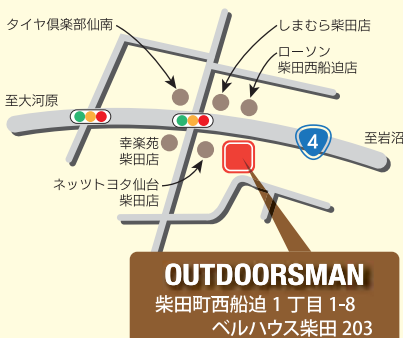 タイヤ倶楽部仙南
しまむら柴田店
ローソン
柴田西船迫店
至大河原
4
至岩沼
幸楽苑
柴田店
ネッツトヨタ仙台
柴田店
OUTDOORSMAN
柴田町西船迫1丁目1-8
ベルハウス柴田203